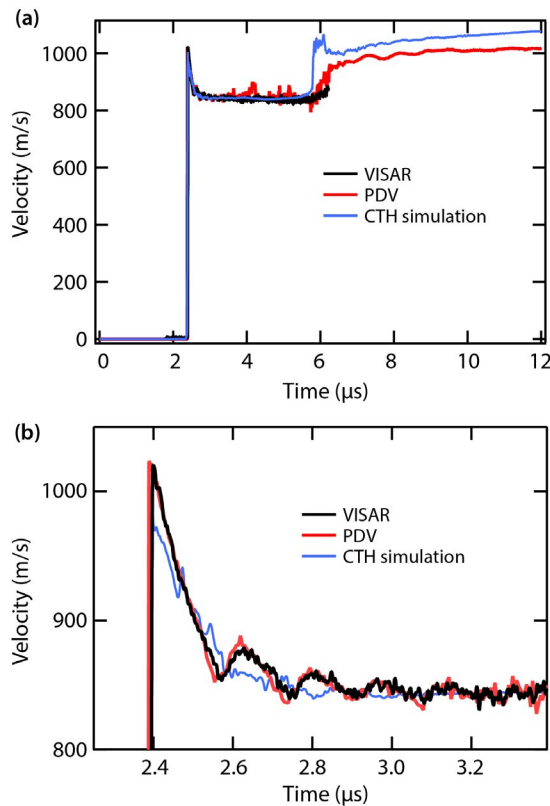 (a)
1000
800
600
400
200
0
Velocity (m/s)
VISAR
PDV
CTH simulation
0 2 4 6 8 10 12
Time (μs)
(b)
1000
900
800
Velocity (m/s)
VISAR
PDV
CTH simulation
2.4 2.6 2.8 3.0 3.2
Time (μs)